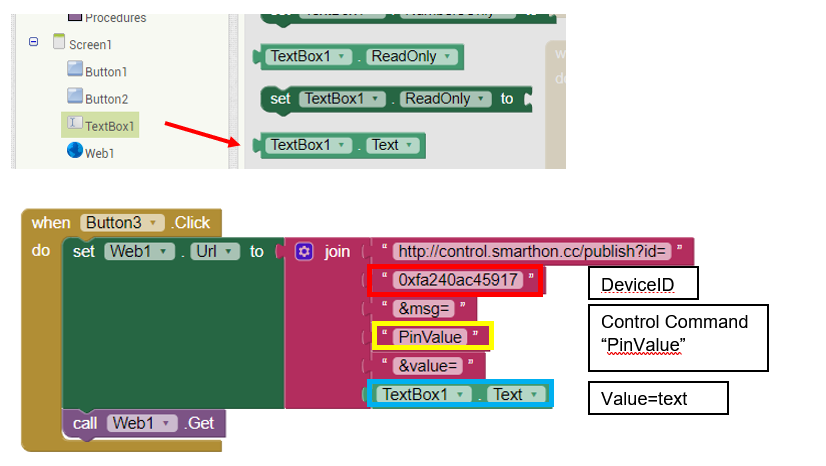 Procedures
Screen1
Button1
Button2
TextBox1
Web1
TextBox1 . ReadOnly
set TextBox1 . ReadOnly to
TextBox1 . Text
when Button3 .Click
do set Web1 . Url to join “ http://control.smarthon.cc/publish?id= ”
“ 0xfa240ac45917 ”
DeviceID
“ &msg= ”
Control Command
“PinValue”
“ PinValue ”
“ &value= ”
TextBox1 . Text
Value=text
call Web1 .Get